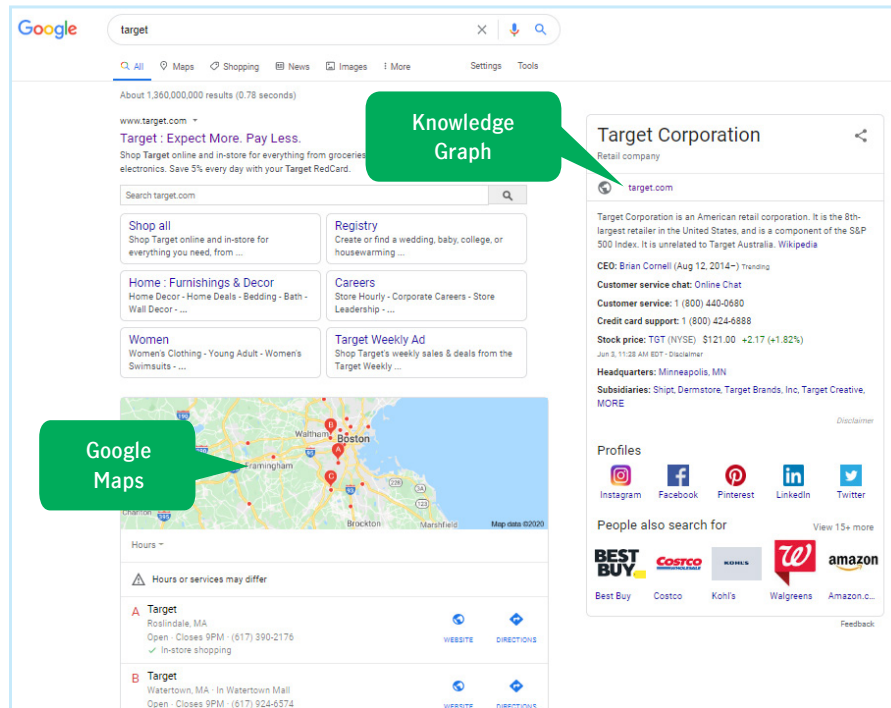 Google
target
All Maps Shopping News Images More Settings Tools
About 1,360,000,000 results (0.78 seconds)
www.target.com
Target : Expect More. Pay Less.
Shop Target online and in-store for everything from groceries
electronics. Save 5% every day with your Target RedCard.
Search target.com
Shop all
Shop Target online and in-store for
everything you need, from ...
Registry
Create or find a wedding, baby, college, or
housewarming ...
Home : Furnishings & Decor
Home Decor - Home Deals - Bedding - Bath -
Wall Decor - ...
Careers
Store Hourly - Corporate Careers - Store
Leadership - ...
Women
Women's Clothing - Young Adult - Women's
Swimsuits - ...
Target Weekly Ad
Shop Target's weekly sales & deals from the
Target Weekly ...
Knowledge
Graph
Google
Maps
Waltham
B
Boston
A
Framingham
C
95
228
3A
123
Brockton
Marshfield
Map data ©2020
Hours
Hours or services may differ
A Target
Roslindale, MA
Open · Closes 9PM · (617) 390-2176
✓ In-store shopping
WEBSITE DIRECTIONS
B Target
Watertown, MA · In Watertown Mall
Open · Closes 9PM · (617) 924-6574
WEBSITE DIRECTIONS
Target Corporation
Retail company
target.com
Target Corporation is an American retail corporation. It is the 8th-
largest retailer in the United States, and is a component of the S&P
500 Index. It is unrelated to Target Australia. Wikipedia
CEO: Brian Cornell (Aug 12, 2014–) Trending
Customer service chat: Online Chat
Customer service: 1 (800) 440-0680
Credit card support: 1 (800) 424-6888
Stock price: TGT (NYSE) $121.00 +2.17 (+1.82%)
Jun 3, 11:28 AM EDT - Disclaimer
Headquarters: Minneapolis, MN
Subsidiaries: Shipt, Dermstore, Target Brands, Inc, Target Creative,
MORE
Disclaimer
Profiles
Instagram Facebook Pinterest LinkedIn Twitter
People also search for View 15+ more
BEST
BUY
COSTCO
WHOLESALE
KOHL'S
W
amazon
Best Buy Costco Kohl's Walgreens Amazon.c...
Feedback